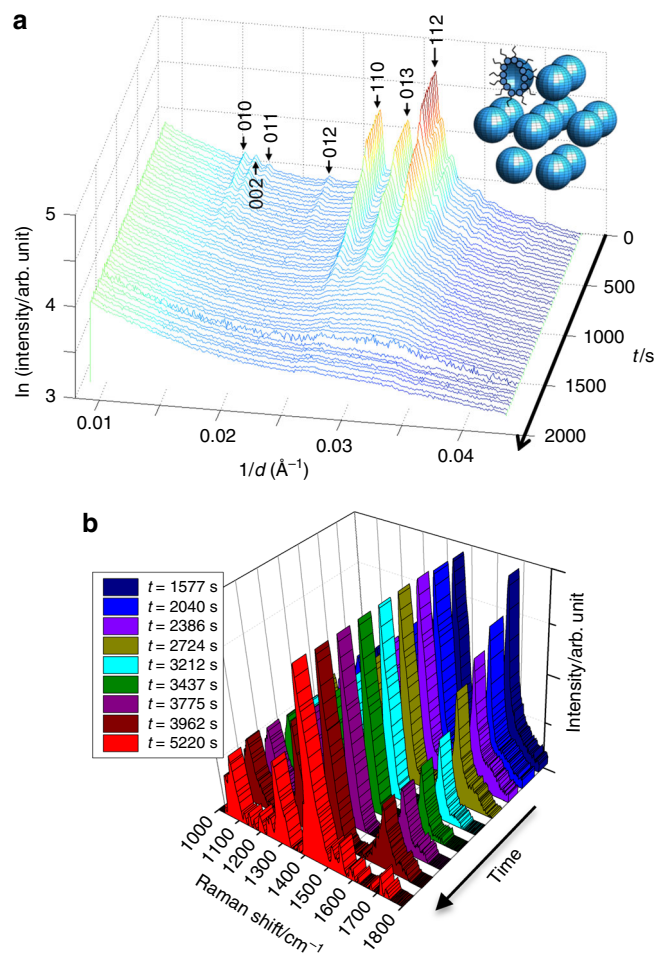 a
112
110
013
010
011
012
002
5
4
3
ln (intensity/arb. unit)
0
500
1000
1500
2000
t/s
0.01
0.02
0.03
0.04
1/d (Å⁻¹)
b
t = 1577 s
t = 2040 s
t = 2386 s
t = 2724 s
t = 3212 s
t = 3437 s
t = 3775 s
t = 3962 s
t = 5220 s
Intensity/arb. unit
Time
1000
1100
1200
1300
1400
1500
1600
1700
1800
Raman shift/cm⁻¹